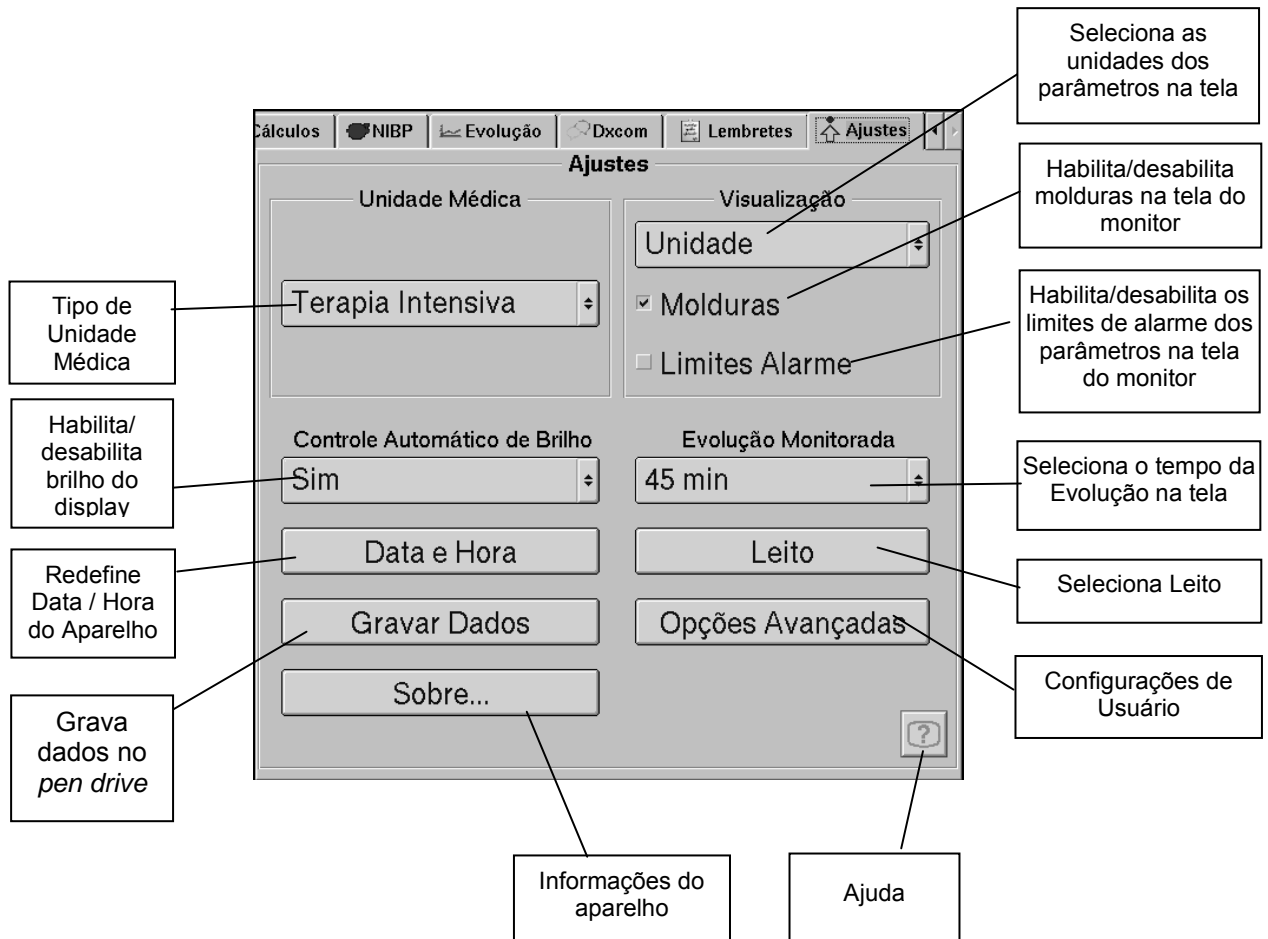 Seleciona as
unidades dos
parâmetros na tela
Cálculos NIBP Evolução Dxcom Lembretes Ajustes
Ajustes
Unidade Médica
Visualização
Unidade
Habilita/desabilita
molduras na tela do
monitor
Terapia Intensiva
Molduras
Limites Alarme
Tipo de
Unidade
Médica
Habilita/desabilita os
limites de alarme dos
parâmetros na tela
do monitor
Habilita/
desabilita
brilho do
display
Controle Automático de Brilho
Sim
Evolução Monitorada
45 min
Seleciona o tempo da
Evolução na tela
Redefine
Data / Hora
do Aparelho
Data e Hora
Leito
Seleciona Leito
Gravar Dados
Opções Avançadas
Configurações de
Usuário
Grava
dados no
pen drive
Sobre...
?
Informações do
aparelho
Ajuda